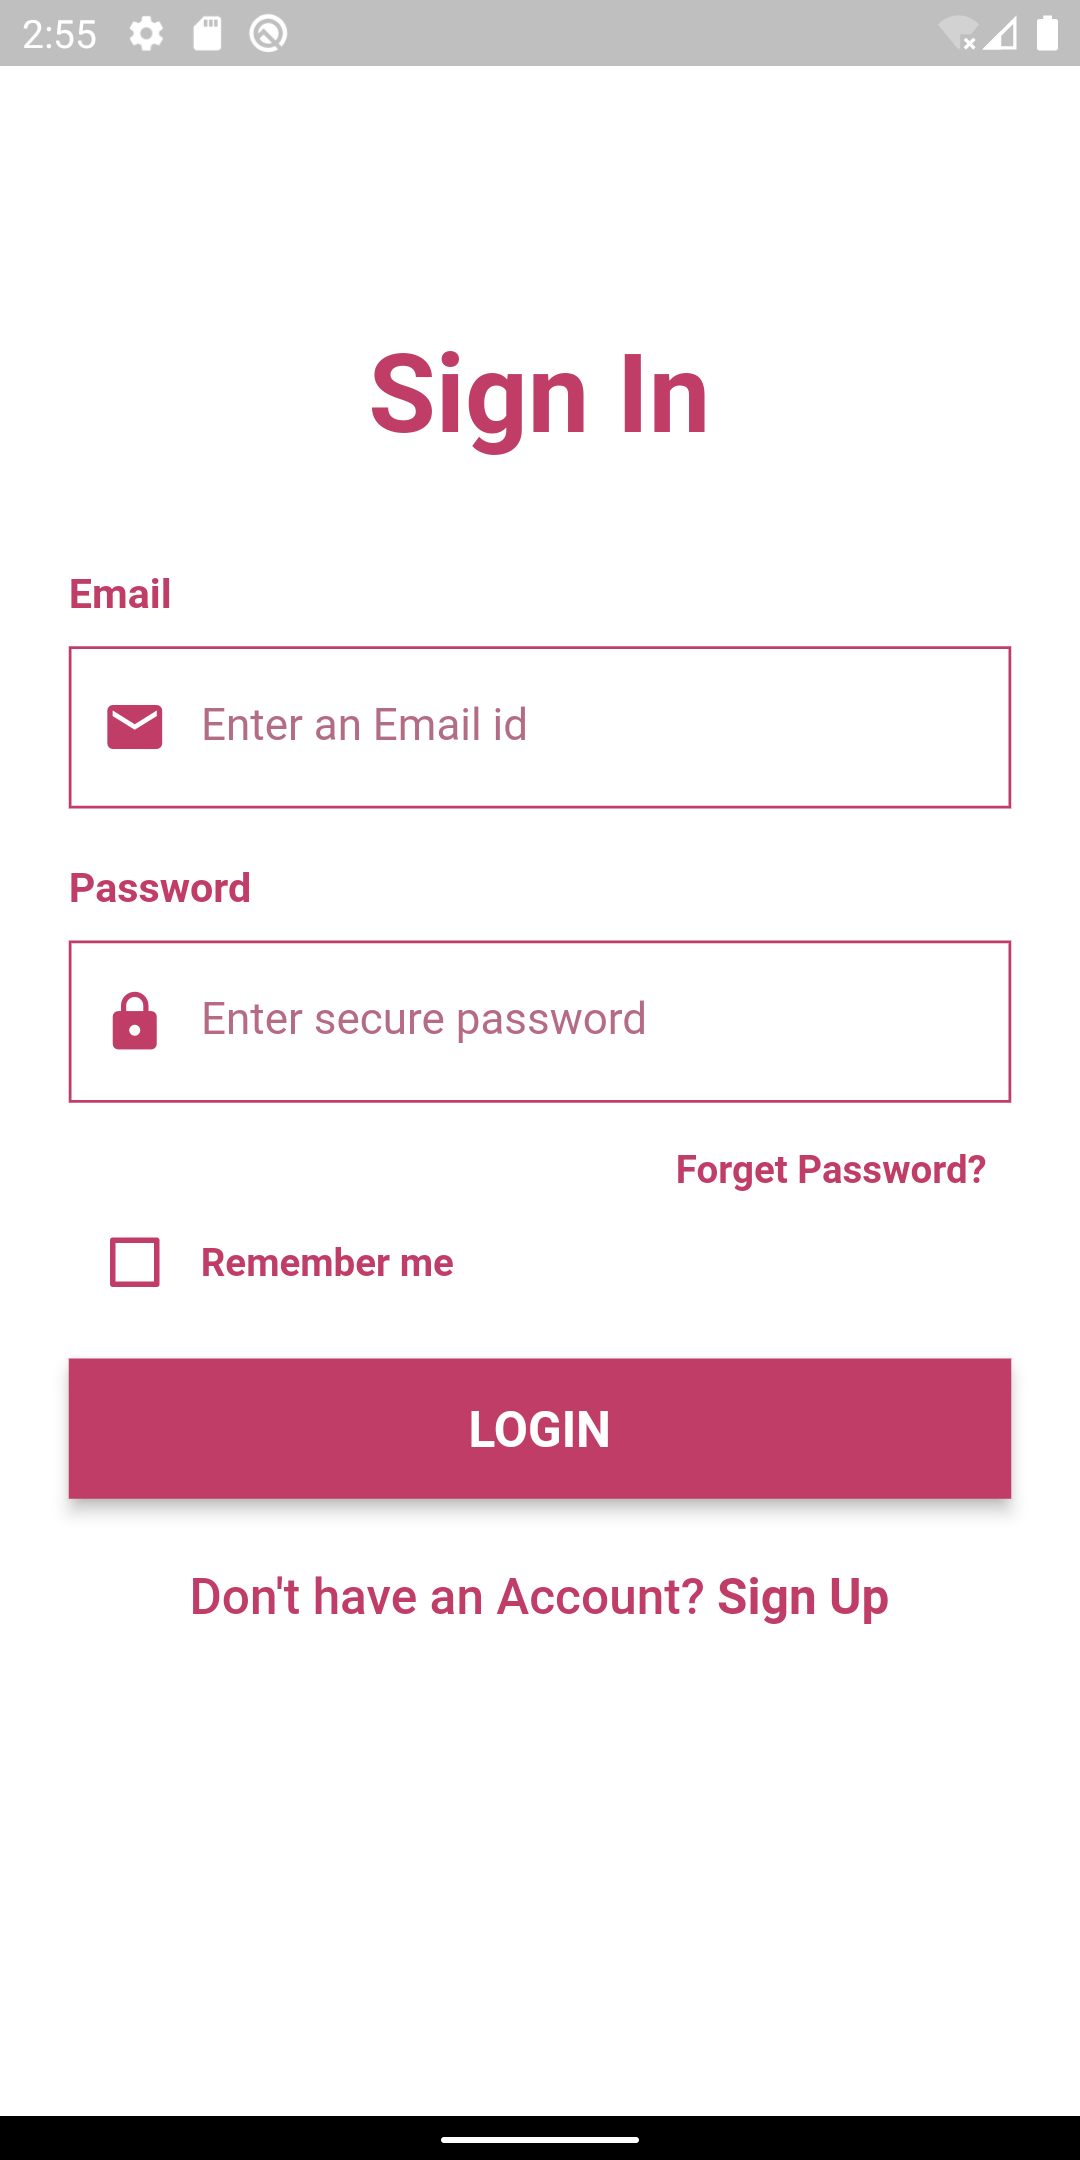 2:55
Sign In
Email
Enter an Email id
Password
Enter secure password
Forget Password?
Remember me
LOGIN
Don't have an Account? Sign Up